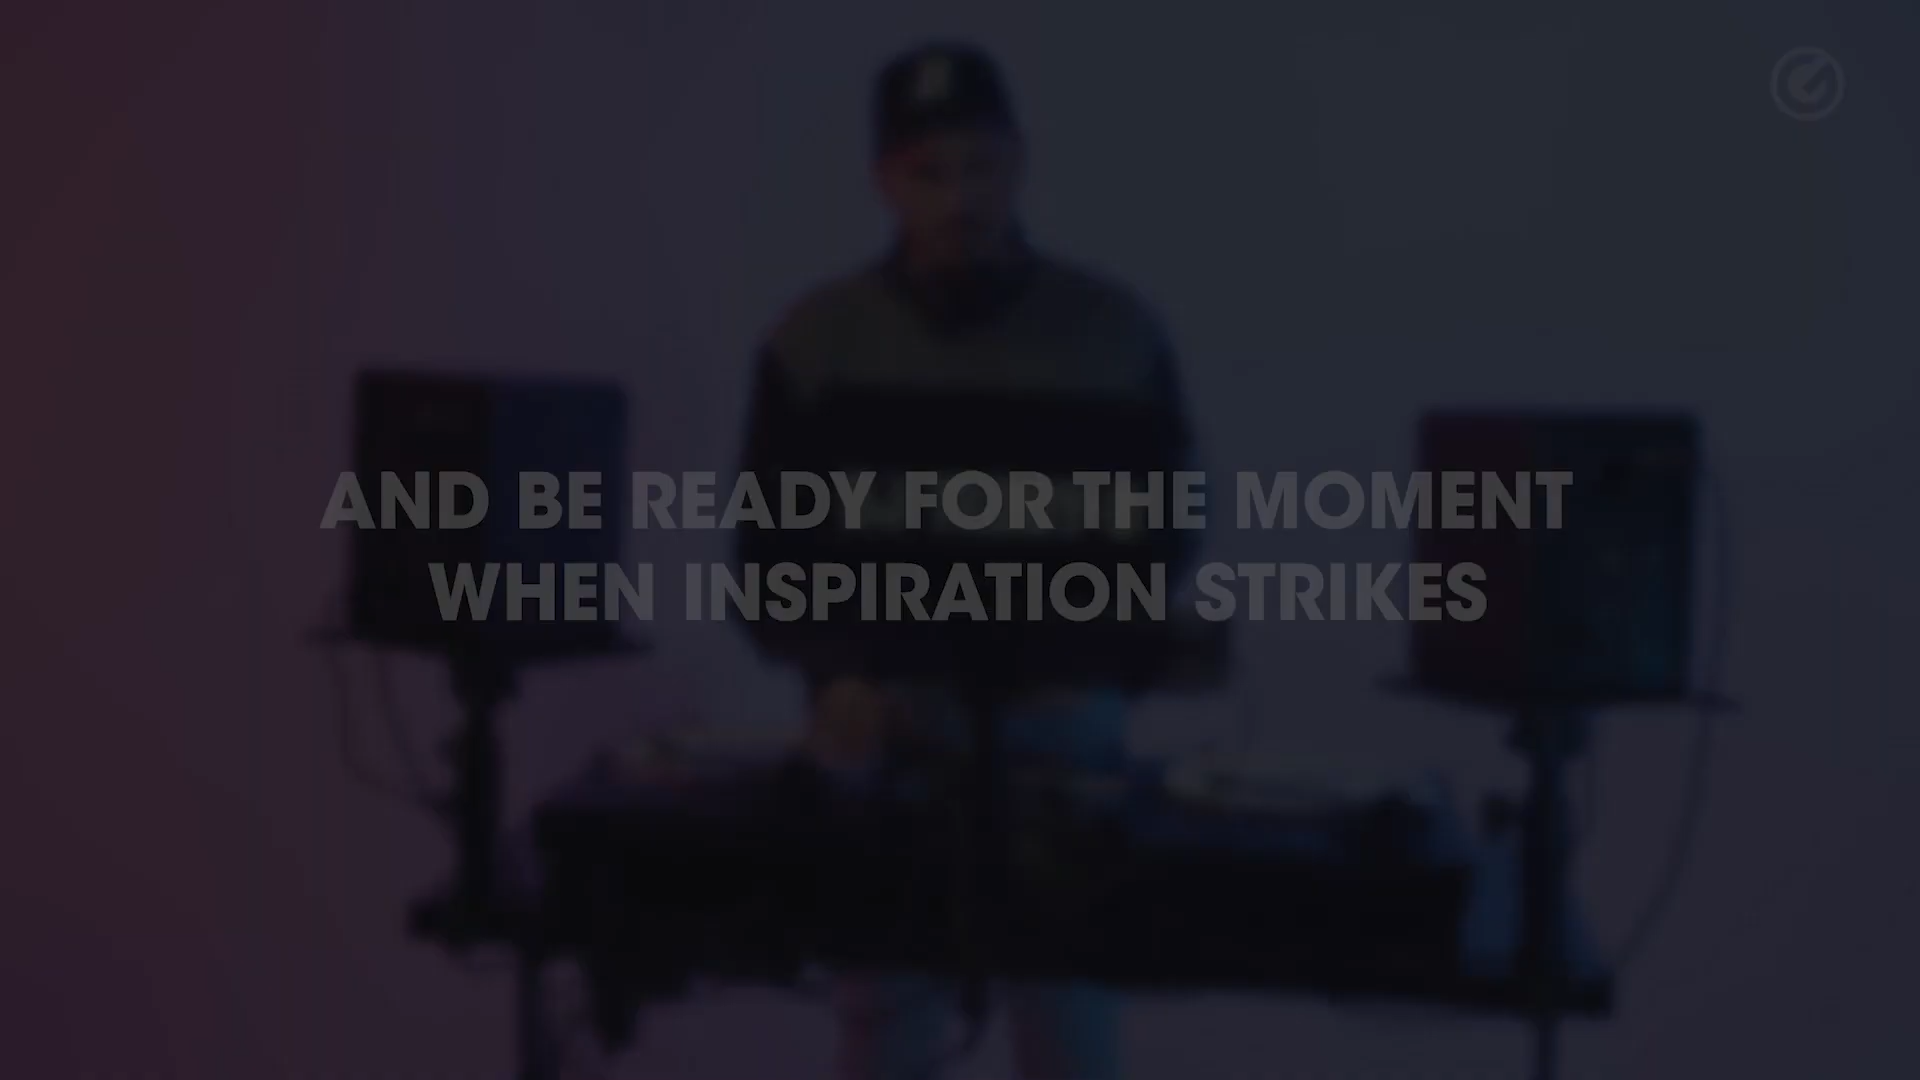 AND BE READY FOR THE MOMENT
WHEN INSPIRATION STRIKES